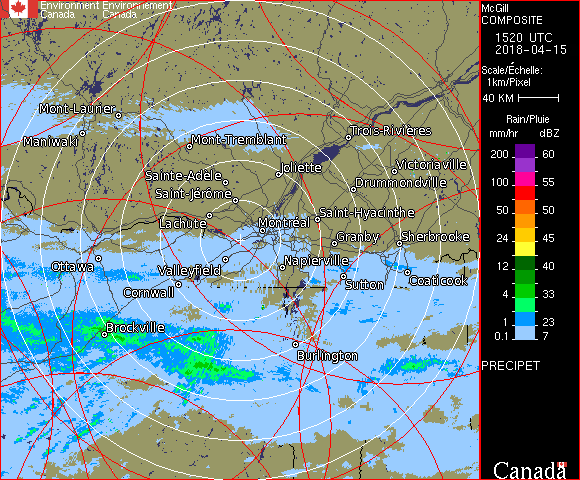 Environment Environnement
Canada Canada
McGill
COMPOSITE
1520 UTC
2018-04-15
Scale/Échelle:
1km/Pixel
40 KM
Rain/Pluie
mm/hr dBZ
200 60
100 55
50 50
24 45
12 40
4 33
1 23
0.1 7
PRECIPET
Mont-Laurier
Maniwaki
Mont-Tremblant
Trois-Rivières
Sainte-Adèle
Joliette
Victoriaville
Saint-Jérôme
Drummondville
Lachute
Montréal
Saint-Hyacinthe
Granby
Sherbrooke
Ottawa
Valleyfield
Napierville
Cornwall
Sutton
Coaticook
Brockville
Burlington
Canada